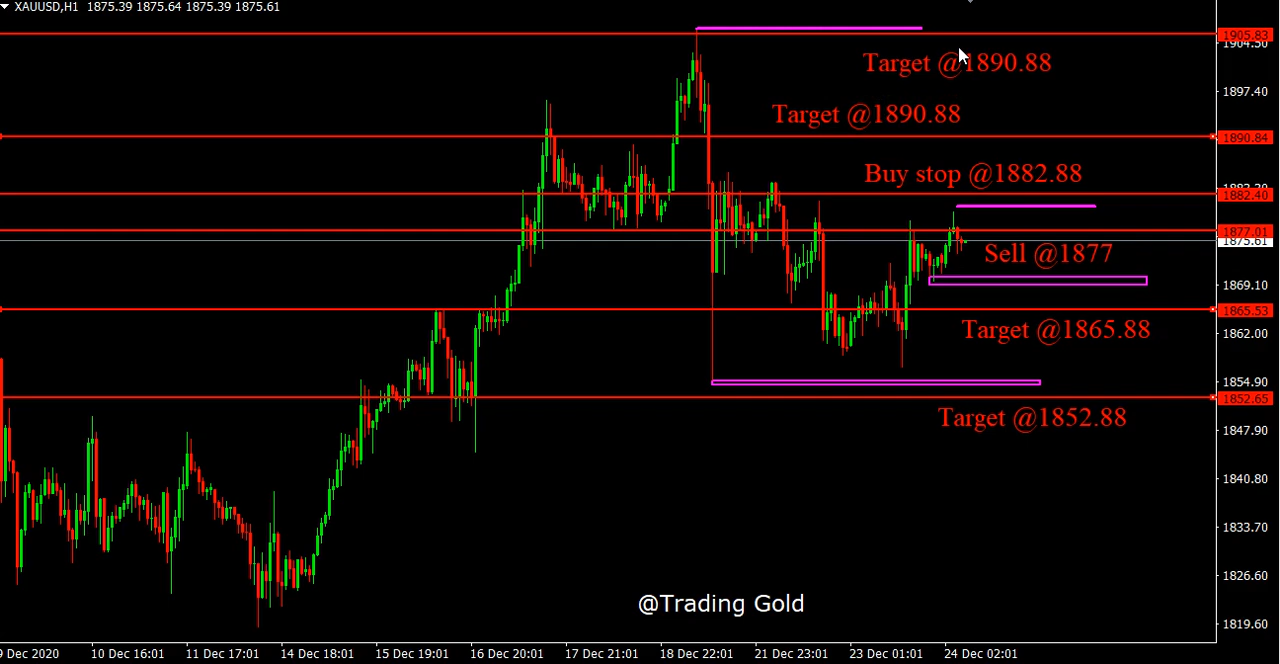 XAUUSD,H1 1875.39 1875.64 1875.39 1875.61
1905.83
1904.50
Target @1890.88
1897.40
Target @1890.88
1890.84
Buy stop @1882.88
1882.40
1877.01
1875.61
Sell @1877
1869.10
1865.53
Target @1865.88
1862.00
1854.90
1852.65
Target @1852.88
1847.90
1840.80
1833.70
1826.60
@Trading Gold
1819.60
9 Dec 2020 10 Dec 16:01 11 Dec 17:01 14 Dec 18:01 15 Dec 19:01 16 Dec 20:01 17 Dec 21:01 18 Dec 22:01 21 Dec 23:01 23 Dec 01:01 24 Dec 02:01